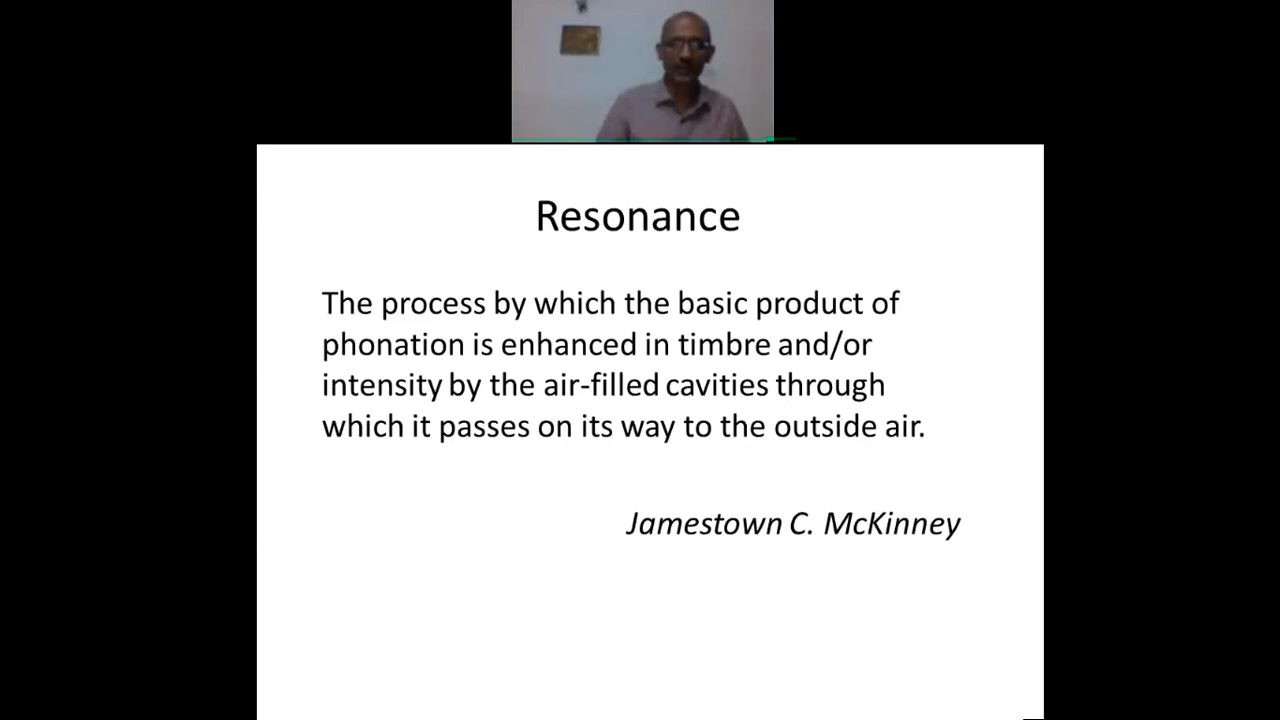 Resonance
The process by which the basic product of
phonation is enhanced in timbre and/or
intensity by the air-filled cavities through
which it passes on its way to the outside air.
Jamestown C. McKinney